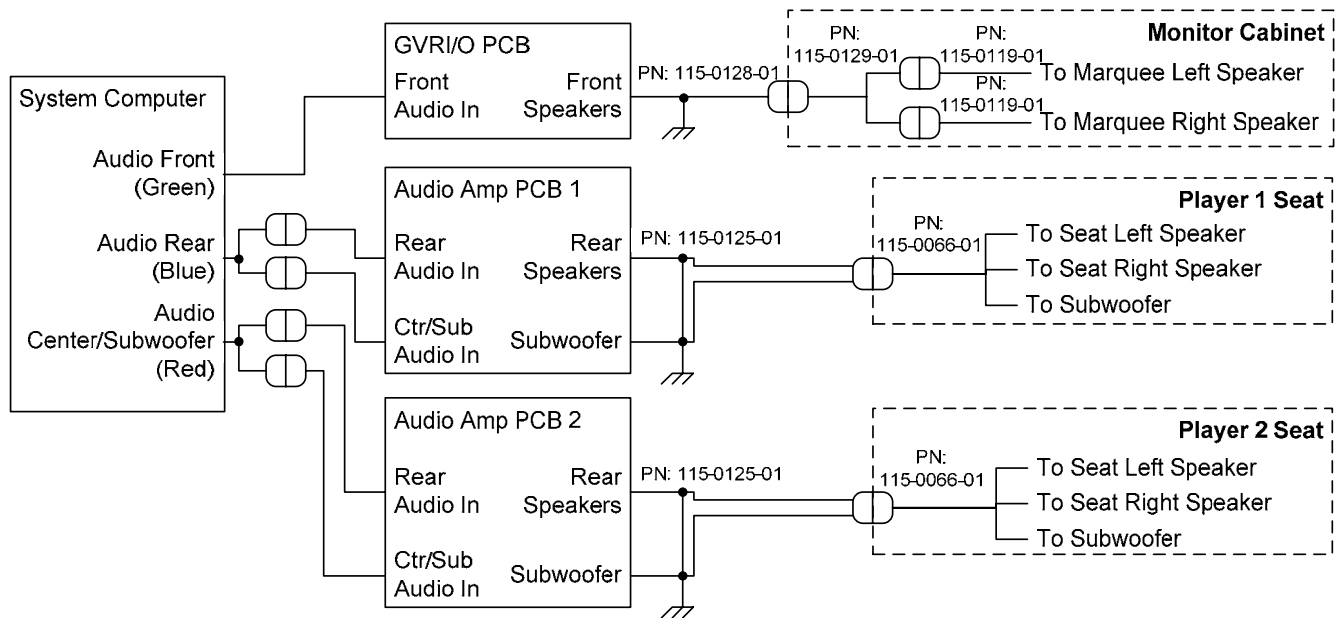 System Computer
Audio Front
(Green)
Audio Rear
(Blue)
Audio
Center/Subwoofer
(Red)
GVRI/O PCB
Front
Audio In
Front
Speakers
PN: 115-0128-01
Monitor Cabinet
PN:
115-0129-01
PN:
115-0119-01
To Marquee Left Speaker
PN:
115-0119-01
To Marquee Right Speaker
Audio Amp PCB 1
Rear
Audio In
Rear
Speakers
Ctr/Sub
Audio In
Subwoofer
PN: 115-0125-01
Player 1 Seat
PN:
115-0066-01
To Seat Left Speaker
To Seat Right Speaker
To Subwoofer
Audio Amp PCB 2
Rear
Audio In
Rear
Speakers
Ctr/Sub
Audio In
Subwoofer
PN: 115-0125-01
Player 2 Seat
PN:
115-0066-01
To Seat Left Speaker
To Seat Right Speaker
To Subwoofer